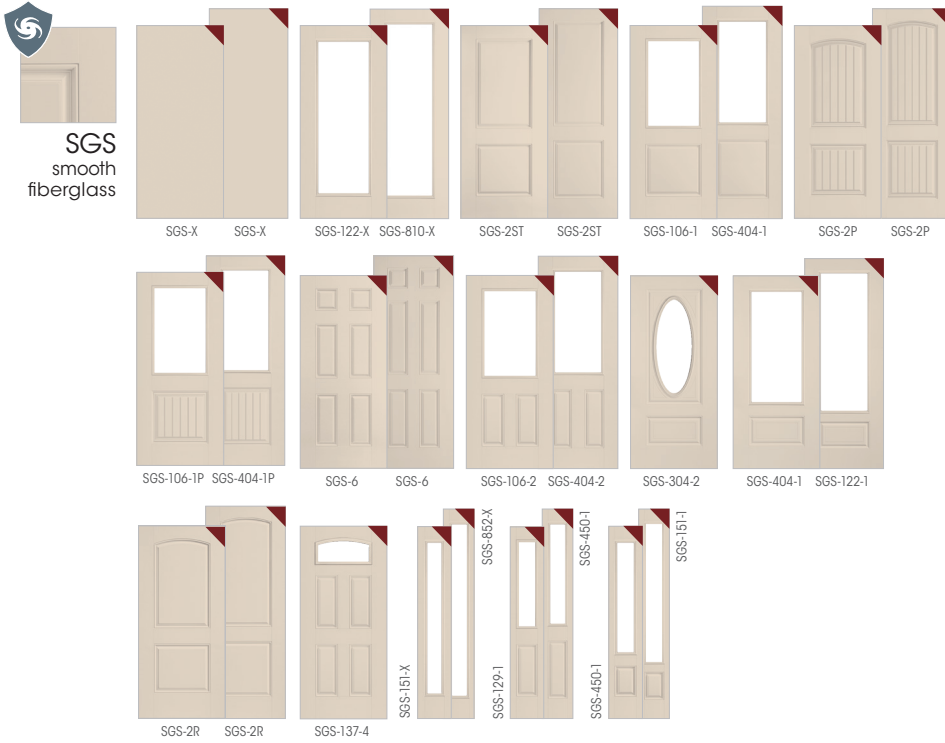 SGS
smooth
fiberglass
SGS-X SGS-X
SGS-122-X SGS-810-X
SGS-2ST SGS-2ST
SGS-106-1 SGS-404-1
SGS-2P SGS-2P
SGS-106-1P SGS-404-1P
SGS-6 SGS-6
SGS-106-2 SGS-404-2
SGS-304-2
SGS-404-1 SGS-122-1
SGS-2R SGS-2R
SGS-137-4
SGS-151-X
SGS-852-X
SGS-129-1
SGS-450-1
SGS-450-1
SGS-151-1